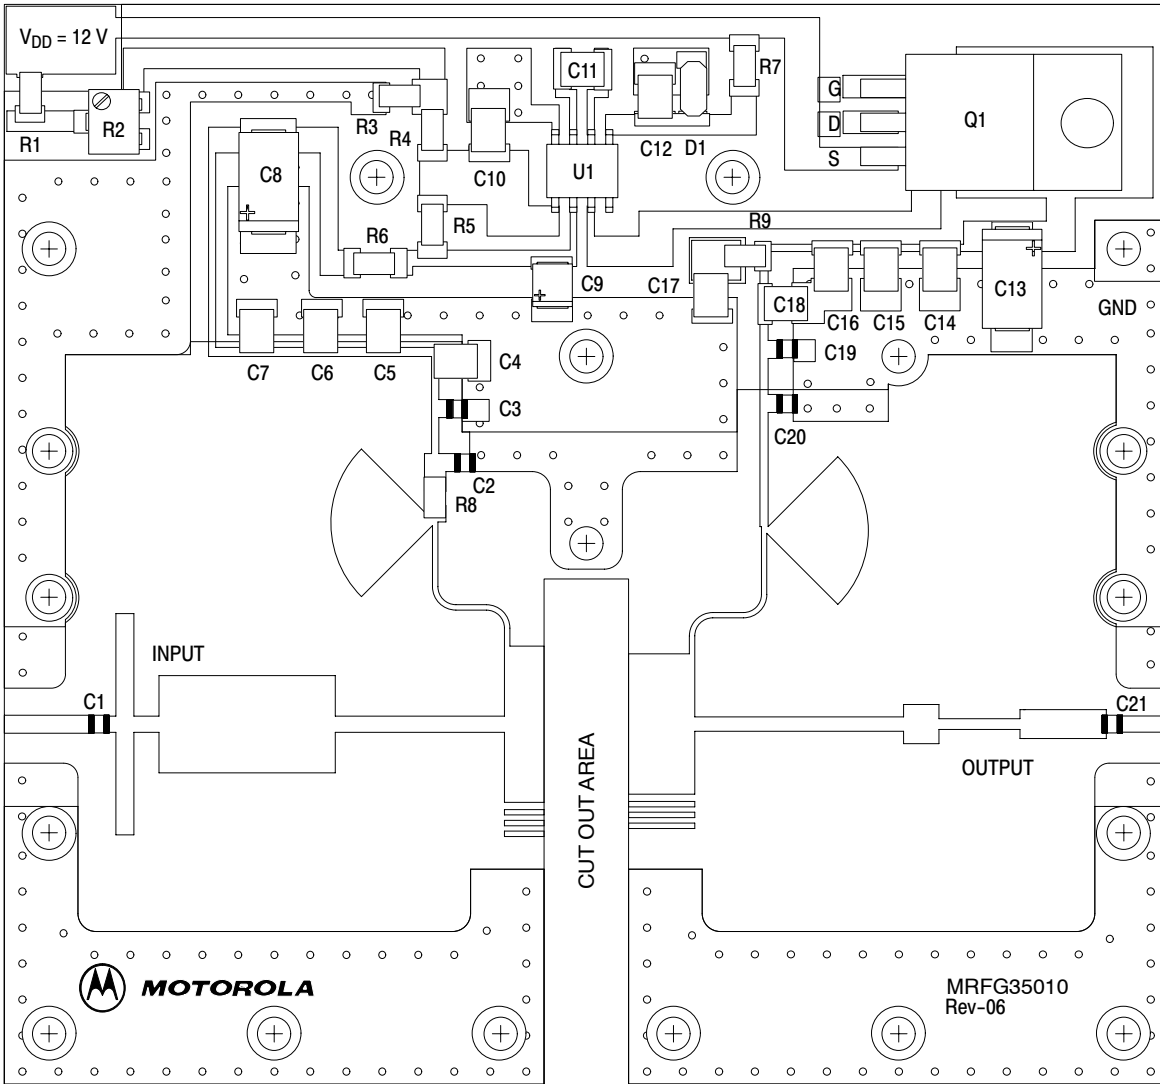 V_DD = 12 V
R1
R2
R3
R4
C8
C10
C11
U1
C12
D1
R7
G
D
S
Q1
R5
R6
C9
R9
C17
C18
C16
C15
C14
C13
GND
C7
C6
C5
C4
C19
C3
C20
C2
R8
INPUT
C1
C21
OUTPUT
CUT OUT AREA
MOTOROLA
MRFG35010
Rev-06